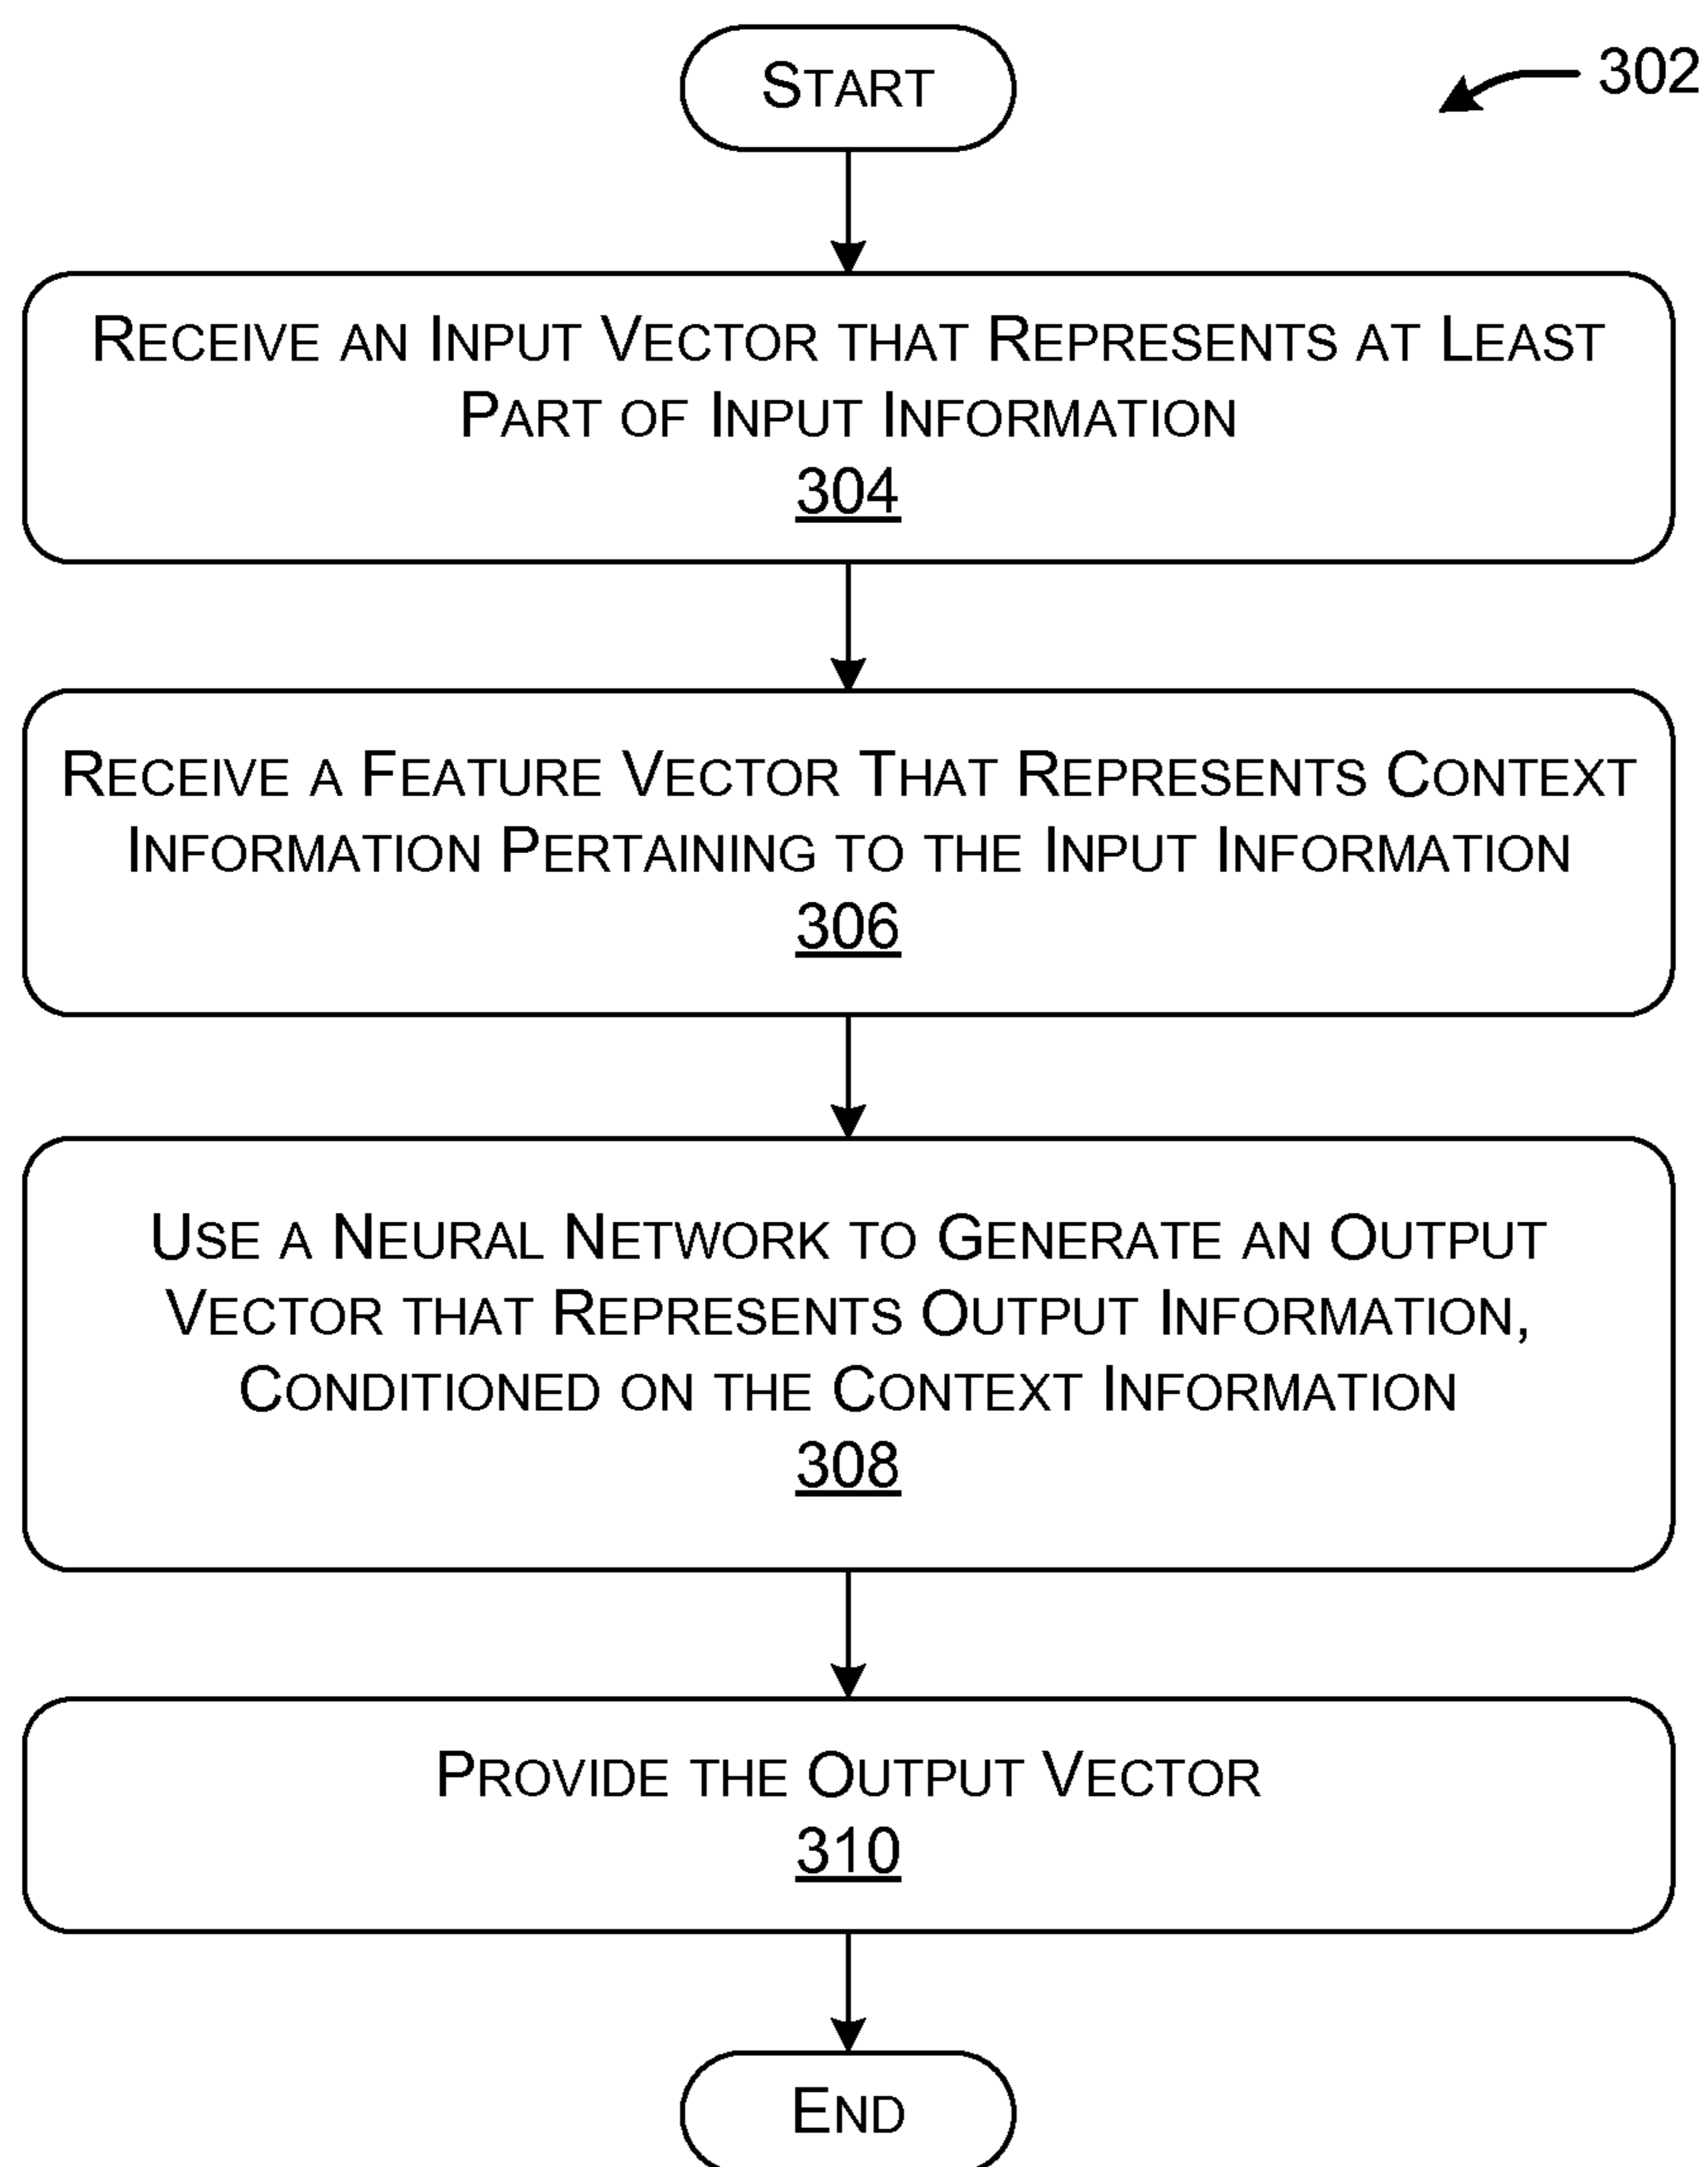 START
302
RECEIVE AN INPUT VECTOR THAT REPRESENTS AT LEAST
PART OF INPUT INFORMATION
304
RECEIVE A FEATURE VECTOR THAT REPRESENTS CONTEXT
INFORMATION PERTAINING TO THE INPUT INFORMATION
306
USE A NEURAL NETWORK TO GENERATE AN OUTPUT
VECTOR THAT REPRESENTS OUTPUT INFORMATION,
CONDITIONED ON THE CONTEXT INFORMATION
308
PROVIDE THE OUTPUT VECTOR
310
END